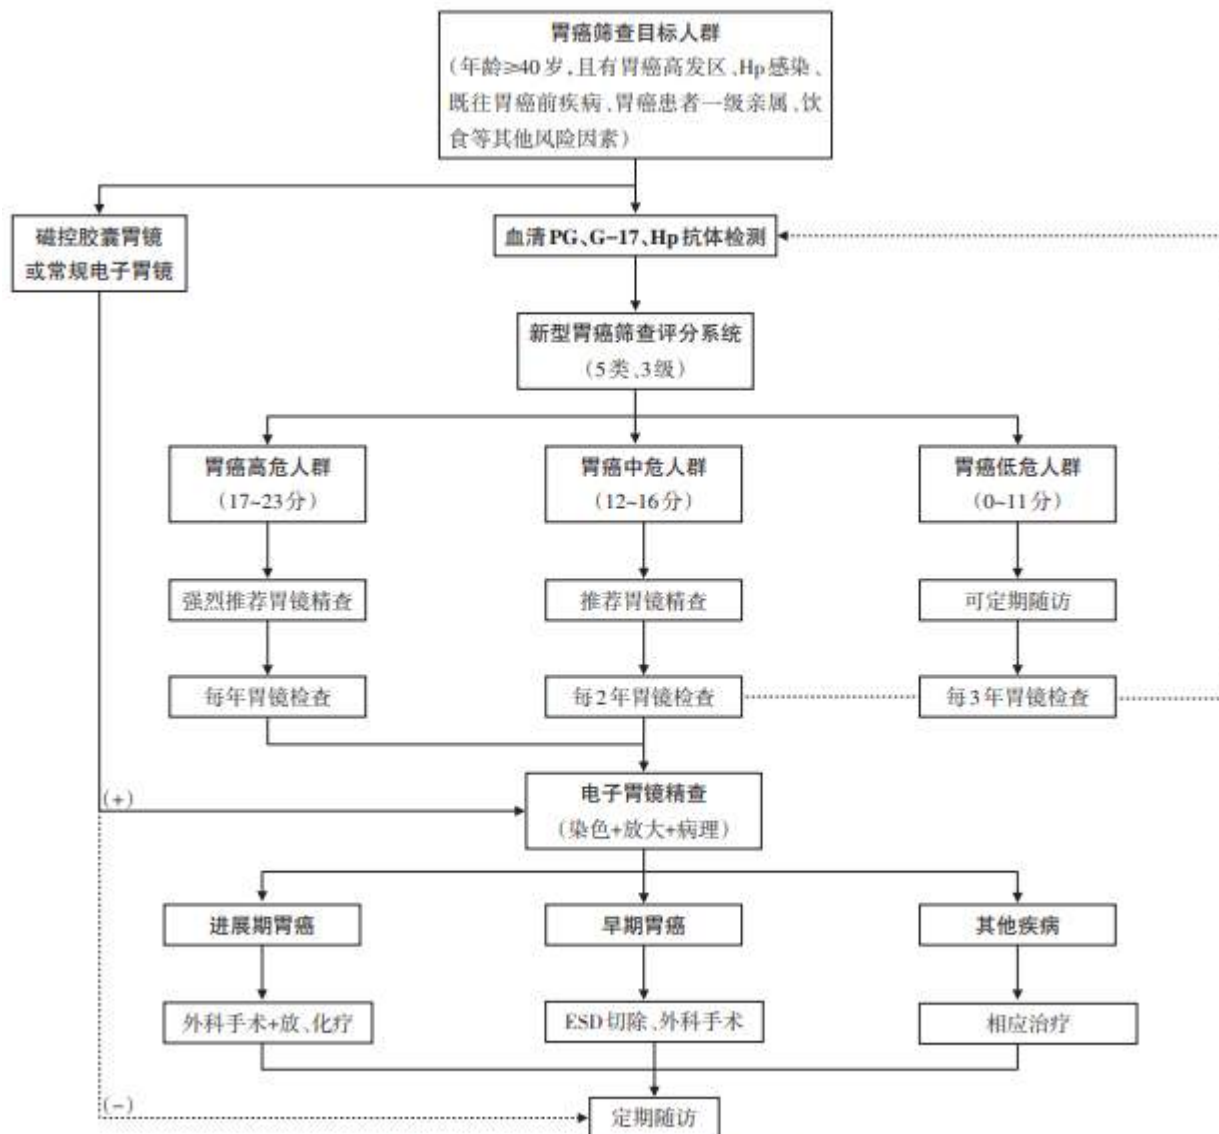 胃癌筛查目标人群
(年龄≥40岁,且有胃癌高发区、Hp感染、
既往胃癌前疾病、胃癌患者一级亲属、饮
食等其他风险因素)
磁控胶囊胃镜
或常规电子胃镜
血清PG、G-17、Hp抗体检测
新型胃癌筛查评分系统
(5类、3级)
胃癌高危人群
(17~23分)
胃癌中危人群
(12~16分)
胃癌低危人群
(0~11分)
强烈推荐胃镜精查
推荐胃镜精查
可定期随访
每年胃镜检查
每2年胃镜检查
每3年胃镜检查
(+)
电子胃镜精查
(染色+放大+病理)
进展期胃癌
早期胃癌
其他疾病
外科手术+放、化疗
ESD切除、外科手术
相应治疗
(-)
定期随访